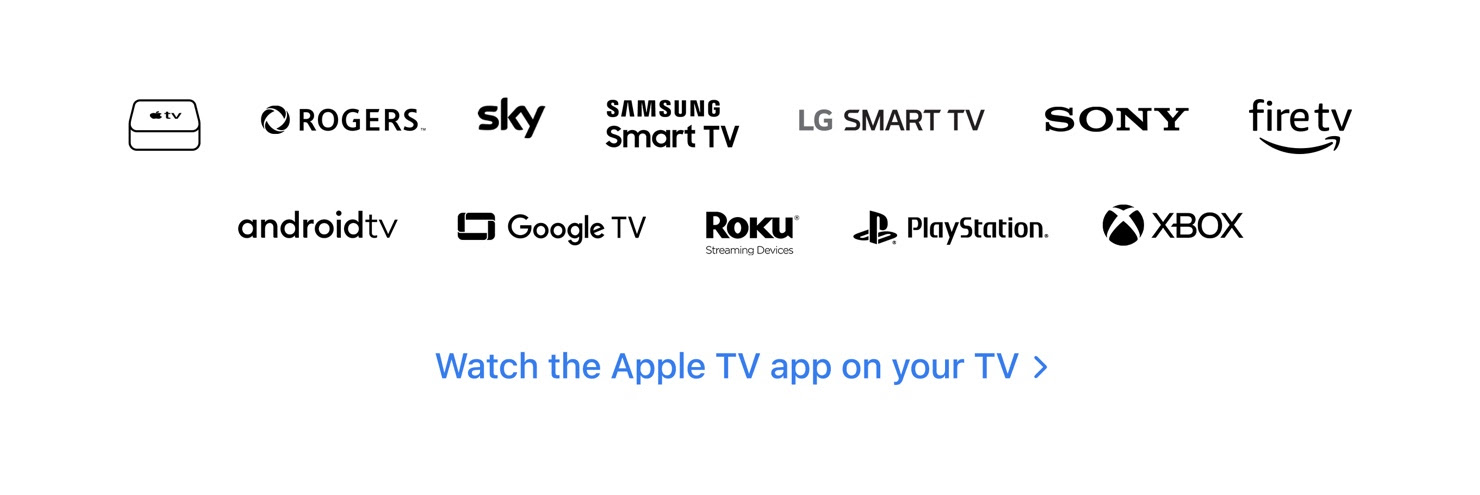 tv ROGERS™ sky SAMSUNG Smart TV LG SMART TV SONY fire tv
androidtv Google TV ROKU® Streaming Devices PlayStation® XBOX
Watch the Apple TV app on your TV >